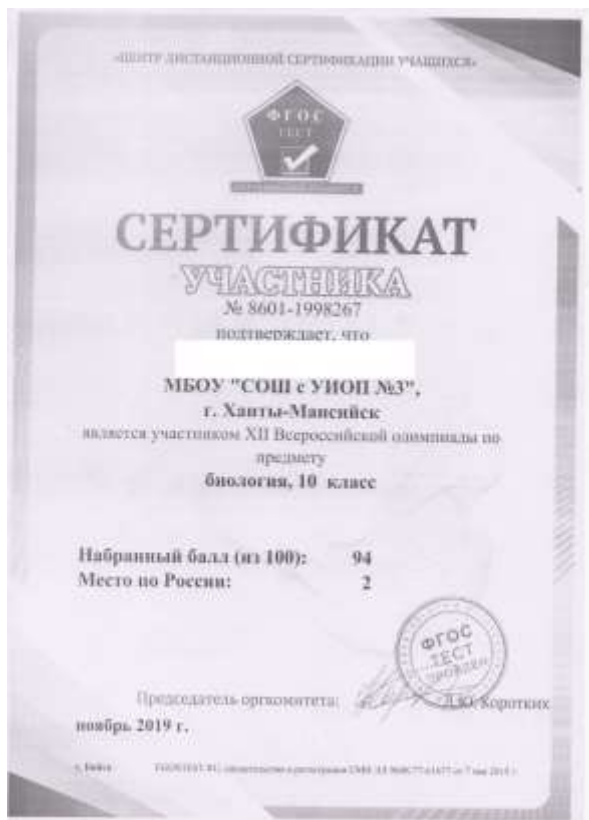 «ЦЕНТР ДИСТАНЦИОННОЙ СЕРТИФИКАЦИИ УЧАЩИХСЯ»
ФГОС
ТЕСТ
СЕРТИФИКАТ
УЧАСТНИКА
№ 8601-1998267
подтверждает, что
МБОУ "СОШ с УИОП №3",
г. Ханты-Мансийск
является участником XII Всероссийской олимпиады по
предмету
биология, 10 класс
Набранный балл (из 100): 94
Место по России: 2
ФГОС
ТЕСТ
Председатель оргкомитета: Коротких
ноябрь 2019 г.
г. Бийск